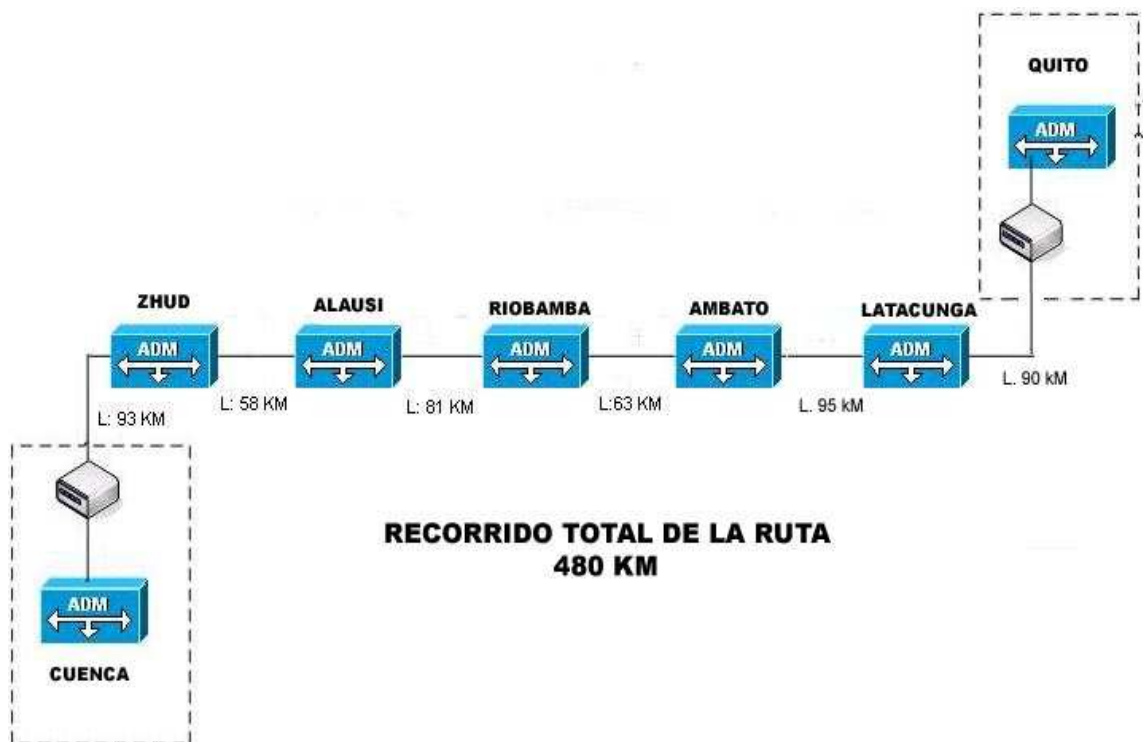 QUITO
ADM
ZHUD
ALAUSI
RIOBAMBA
AMBATO
LATACUNGA
ADM
ADM
ADM
ADM
ADM
L: 93 KM
L: 58 KM
L: 81 KM
L:63 KM
L. 95 kM
L. 90 kM
RECORRIDO TOTAL DE LA RUTA
480 KM
ADM
CUENCA